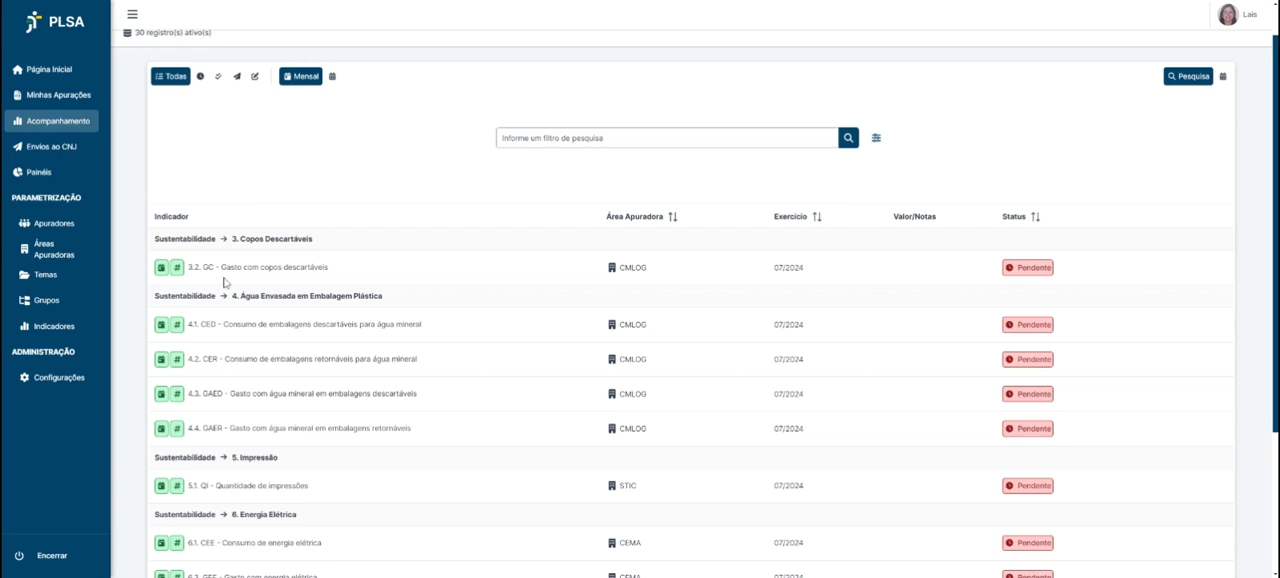 PLSA
Lais
30 registro(s) ativo(s)
Página Inicial
Minhas Apurações
Acompanhamento
Envios ao CNJ
Painéis
PARAMETRIZAÇÃO
Apuradores
Áreas
Apuradoras
Temas
Grupos
Indicadores
ADMINISTRAÇÃO
Configurações
Encerrar
Todas Mensal Pesquisa
Informe um filtro de pesquisa
Indicador Área Apuradora Exercício Valor/Notas Status
Sustentabilidade → 3. Copos Descartáveis
# 3.2. GC - Gasto com copos descartáveis CMLOG 07/2024 Pendente
Sustentabilidade → 4. Água Envasada em Embalagem Plástica
# 4.1. CED - Consumo de embalagens descartáveis para água mineral CMLOG 07/2024 Pendente
# 4.2. CER - Consumo de embalagens retornáveis para água mineral CMLOG 07/2024 Pendente
# 4.3. GAED - Gasto com água mineral em embalagens descartáveis CMLOG 07/2024 Pendente
# 4.4. GAER - Gasto com água mineral em embalagens retornáveis CMLOG 07/2024 Pendente
Sustentabilidade → 5. Impressão
# 5.1. QI - Quantidade de impressões STIC 07/2024 Pendente
Sustentabilidade → 6. Energia Elétrica
# 6.1. CEE - Consumo de energia elétrica CEMA 07/2024 Pendente
Gasto com energia elétrica CEMA 07/2024 Pendente